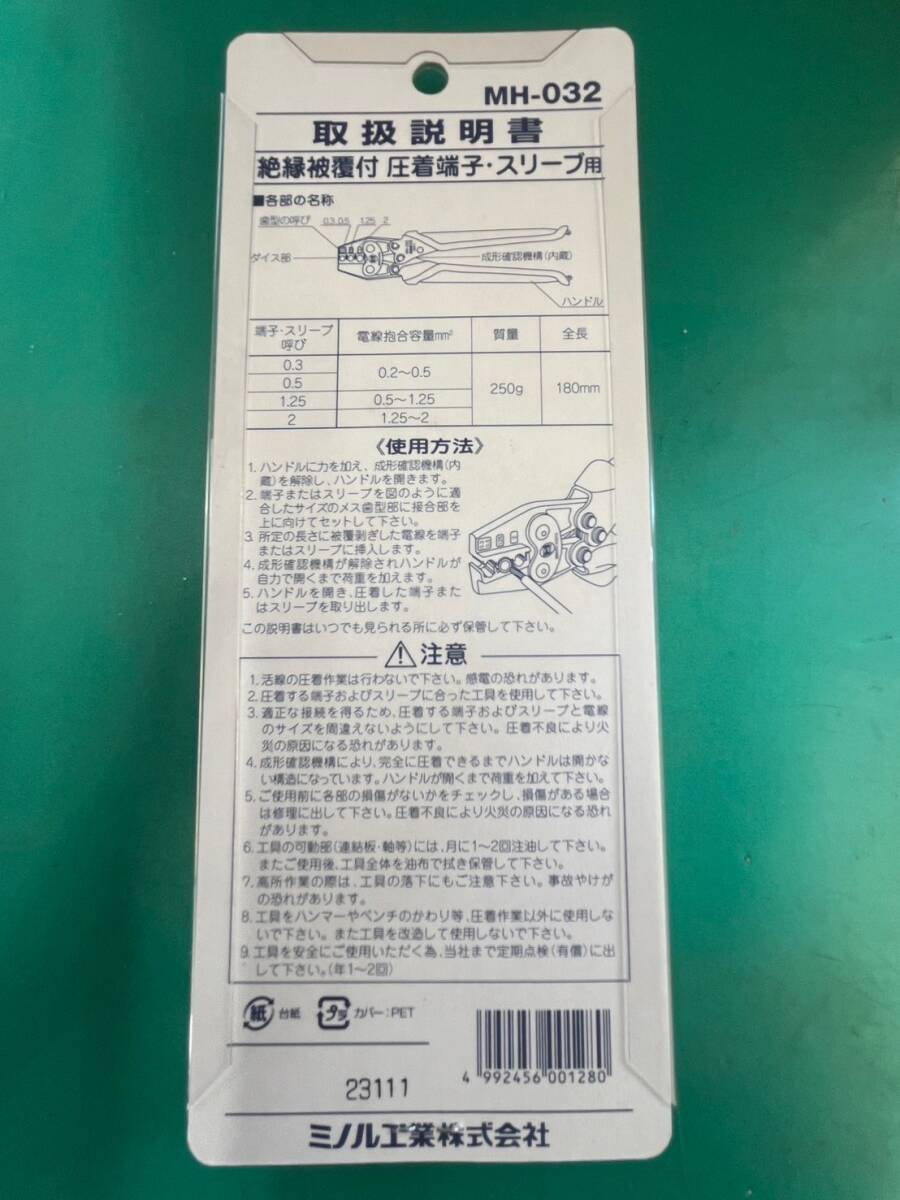 MH-032
取扱説明書
絶縁被覆付 圧着端子・スリーブ用
■各部の名称
歯型の呼び 0.3 0.5 1.25 2
ダイス部
成形確認機構(内蔵)
ハンドル
端子・スリーブ呼び 電線抱合容量mm² 質量 全長
0.3 0.2〜0.5 250g 180mm
0.5
1.25 0.5〜1.25
2 1.25〜2
《使用方法》
1. ハンドルに力を加え、成形確認機構(内
蔵)を解除し、ハンドルを開きます。
2. 端子またはスリーブを図のように適
合したサイズのメス歯型部に接合部を
上に向けてセットして下さい。
3. 所定の長さに被覆剥ぎした電線を端子
またはスリーブに挿入します。
4. 成形確認機構が解除されハンドルが
自力で開くまで荷重を加えます。
5. ハンドルを開き、圧着した端子また
はスリーブを取り出します。
この説明書はいつでも見られる所に必ず保管して下さい。
⚠注意
1. 活線の圧着作業は行わないで下さい。感電の恐れがあります。
2. 圧着する端子およびスリーブに合った工具を使用して下さい。
3. 適正な接続を得るため、圧着する端子およびスリーブと電線
のサイズを間違えないようにして下さい。圧着不良により火
災の原因になる恐れがあります。
4. 成形確認機構により、完全に圧着できるまでハンドルは開かな
い構造になっています。ハンドルが開くまで荷重を加えて下さい。
5. ご使用前に各部の損傷がないかをチェックし、損傷がある場合
は修理に出して下さい。圧着不良により火災の原因になる恐れ
があります。
6. 工具の可動部(連結板・軸等)には、月に1〜2回注油して下さい。
またご使用後、工具全体を油布で拭き保管して下さい。
7. 高所作業の際は、工具の落下にもご注意下さい。事故やけが
の恐れがあります。
8. 工具をハンマーやペンチのかわり等、圧着作業以外に使用しな
いで下さい。また工具を改造して使用しないで下さい。
9. 工具を安全にご使用いただく為、当社まで定期点検(有償)に出
して下さい。(年1〜2回)
紙 台紙 プラ カバー:PET
4 992456 001280
23111
ミノル工業株式会社